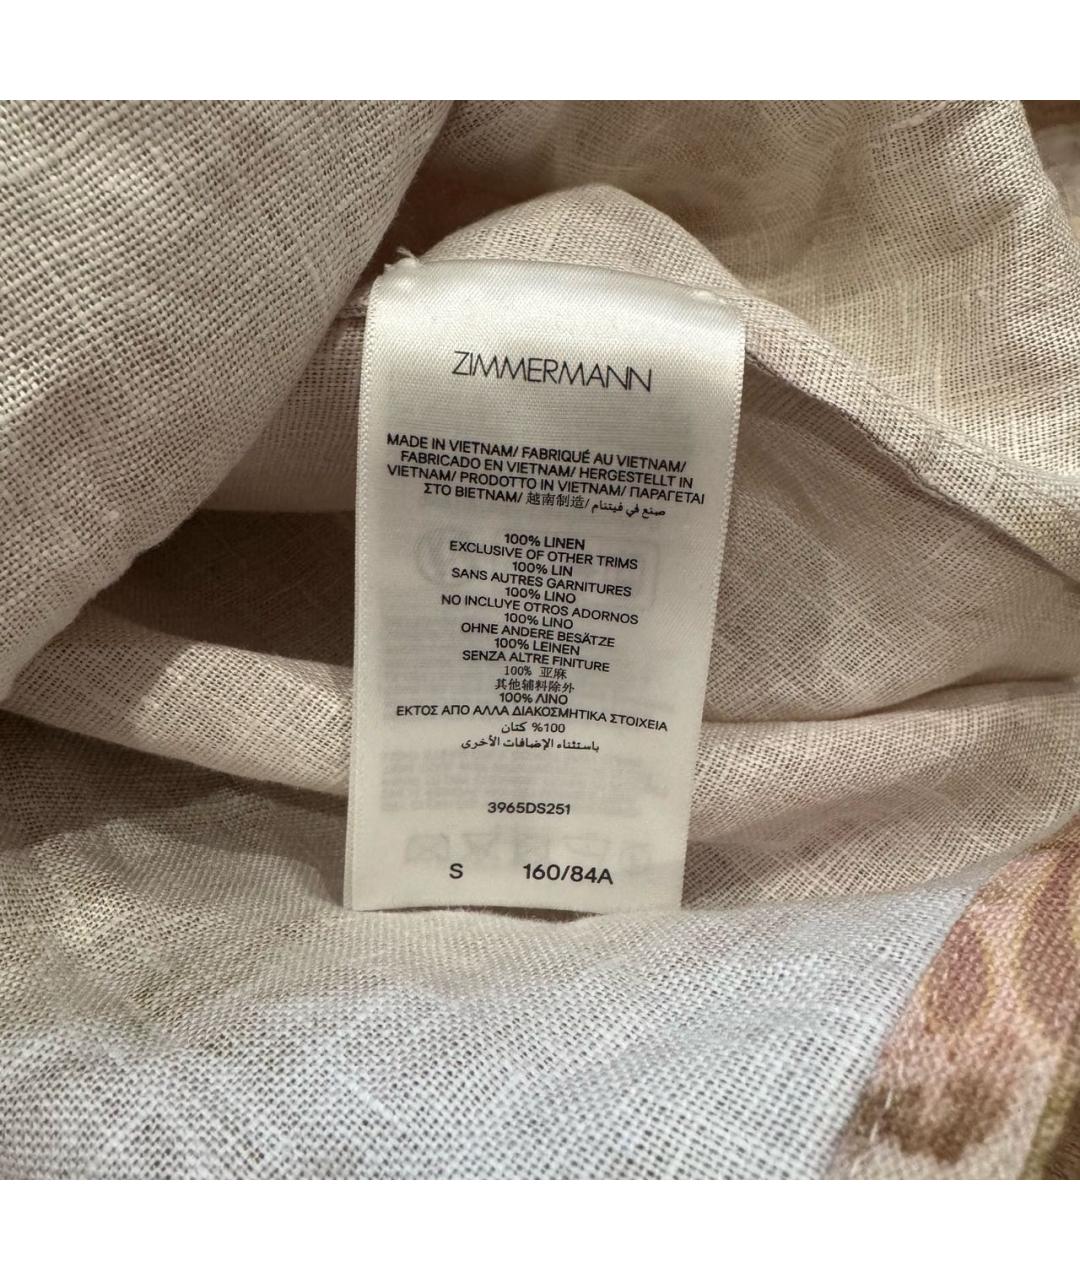 ZIMMERMANN
MADE IN VIETNAM/ FABRIQUÉ AU VIETNAM/
FABRICADO EN VIETNAM/ HERGESTELLT IN
VIETNAM/ PRODOTTO IN VIETNAM/ ΠΑΡΑΓΕΤΑΙ
ΣΤΟ ΒΙΕΤΝΑΜ/ 越南制造/ صنع في فيتنام
100% LINEN
EXCLUSIVE OF OTHER TRIMS
100% LIN
SANS AUTRES GARNITURES
100% LINO
NO INCLUYE OTROS ADORNOS
100% LINO
OHNE ANDERE BESÄTZE
100% LEINEN
SENZA ALTRE FINITURE
100% 亚麻
其他辅料除外
100% ΛΙΝΟ
ΕΚΤΟΣ ΑΠΟ ΑΛΛΑ ΔΙΑΚΟΣΜΗΤΙΚΑ ΣΤΟΙΧΕΙΑ
100% كتان
باستثناء الإضافات الأخرى
3965DS251
S 160/84A